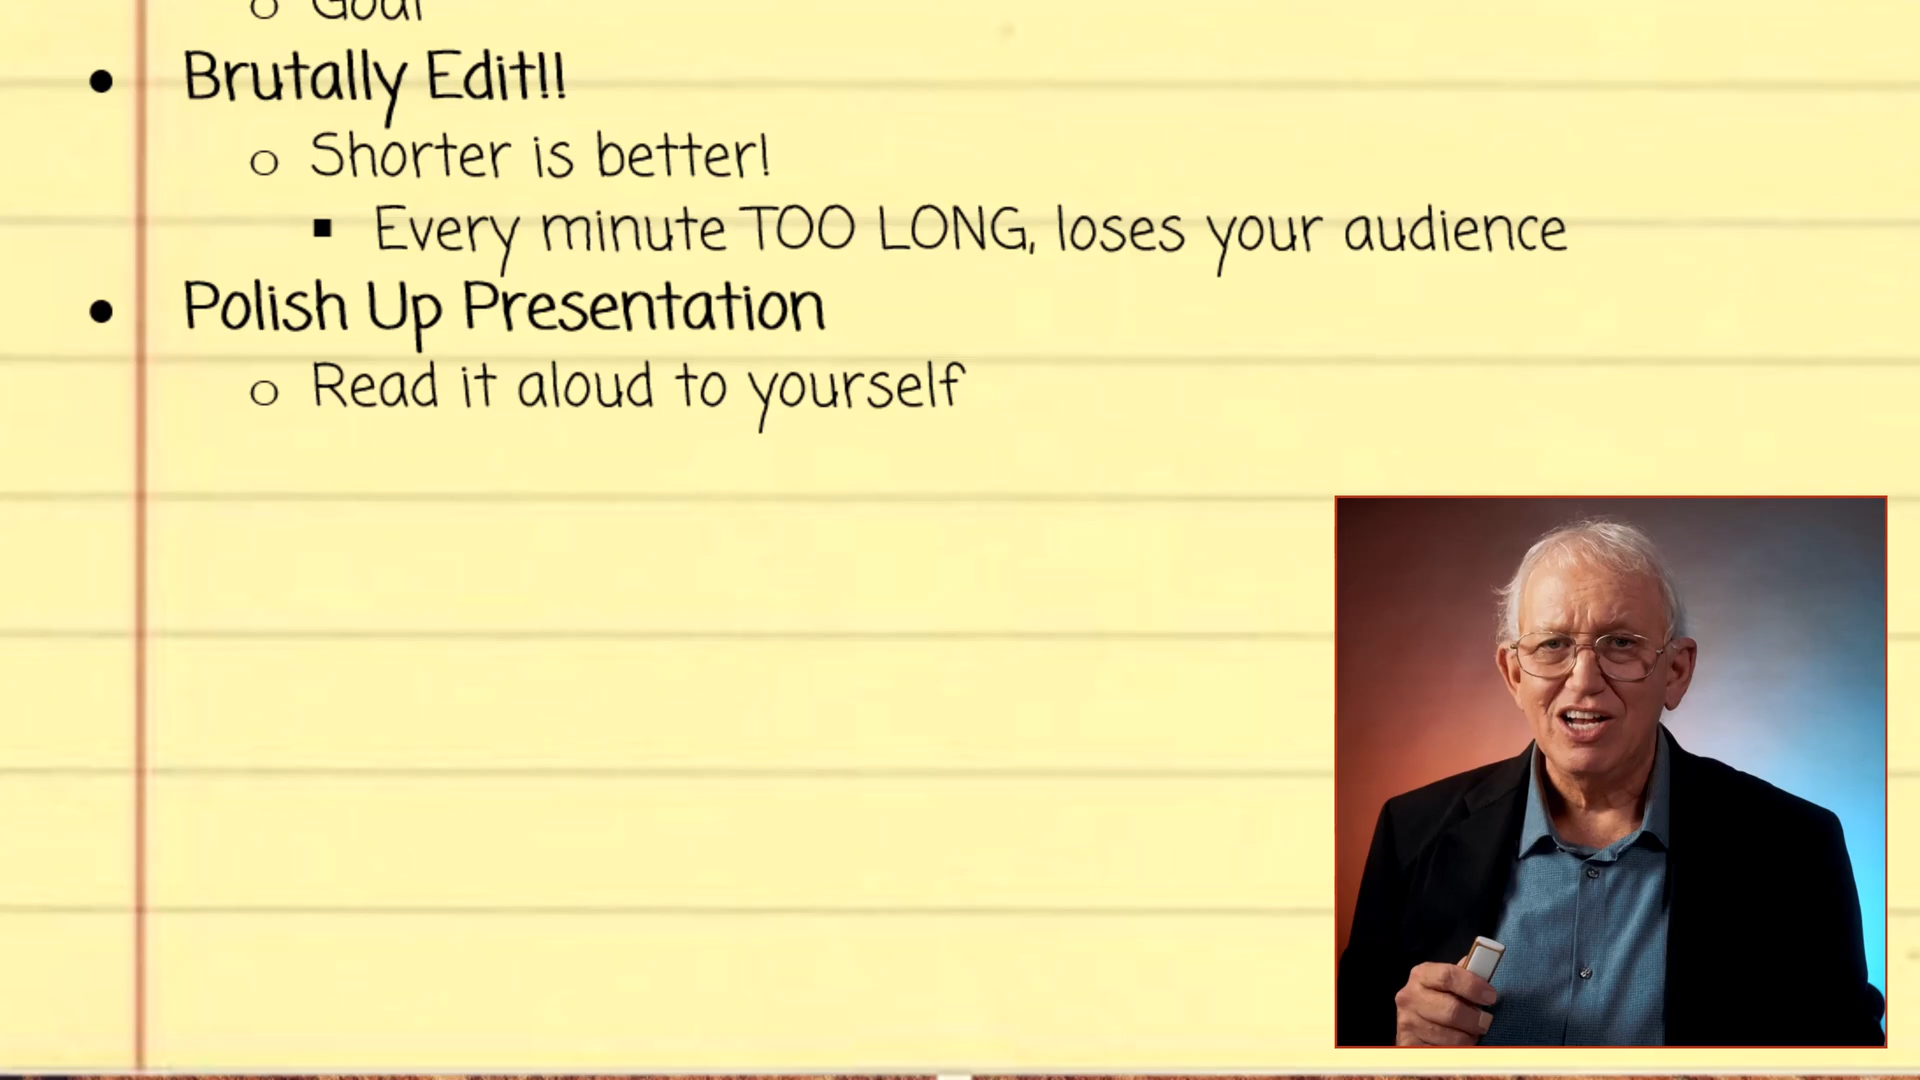 o Goal
• Brutally Edit!!
o Shorter is better!
▪ Every minute TOO LONG, loses your audience
• Polish Up Presentation
o Read it aloud to yourself